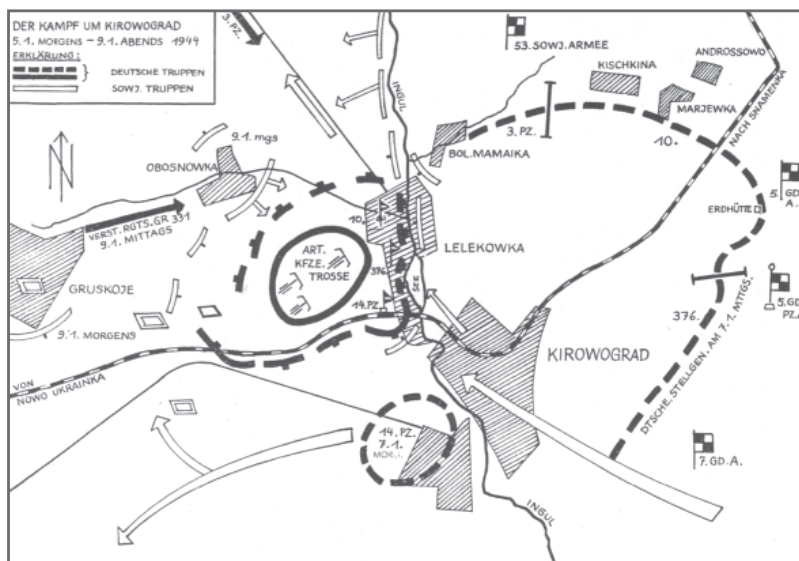 DER KAMPF UM KIROWOGRAD
5.1. MORGENS – 9.1. ABENDS 1944
ERKLÄRUNG:
DEUTSCHE TRUPPEN
SOWJ. TRUPPEN
3.PZ.
INGUL
53. SOWJ. ARMEE
KISCHKINA
ANDROSSOWO
MARJEWKA
NACH SNAMENKA
3. PZ.
10.
BOL. MAMAIKA
9.1. mgs
OBOSNOWKA
N
5. GD.
A.
ERDHÜTTE
VERST. RGTS. GR 331
9.1. MITTAGS
10.
LELEKOWKA
ART.
KFZE.
TROSSE
376.
SEE
14.PZ.
GRUSKOJE
9.1. MORGENS
376.
5.GD.
PZ.A.
KIROWOGRAD
DTSCHE. STELLGEN. AM 7.1. MTTGS.
VON
NOWO UKRAINKA
14. PZ.
7.1.
7. GD. A.
INGUL